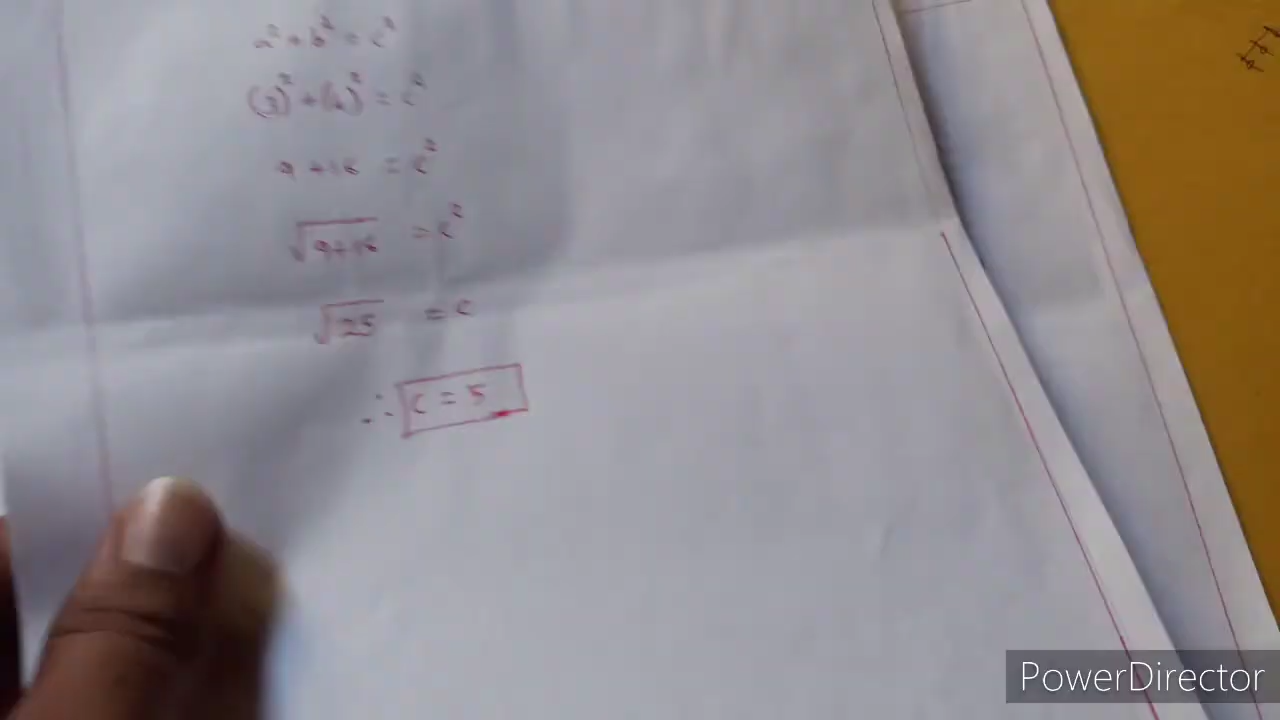 a² + b² = c²
(3)² + (4)² = c²
9 + 16 = c²
√9+16 = c²
√25 = c
∴ c = 5
PowerDirector